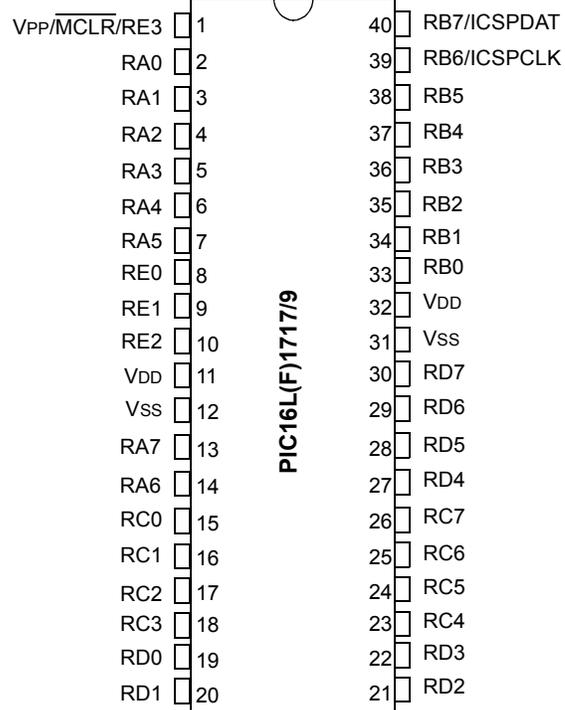 VPP/MCLR/RE3 1 40 RB7/ICSPDAT
RA0 2 39 RB6/ICSPCLK
RA1 3 38 RB5
RA2 4 37 RB4
RA3 5 36 RB3
RA4 6 35 RB2
RA5 7 34 RB1
RE0 8 33 RB0
RE1 9 32 VDD
RE2 10 31 VSS
VDD 11 30 RD7
VSS 12 29 RD6
RA7 13 28 RD5
RA6 14 27 RD4
RC0 15 26 RC7
RC1 16 25 RC6
RC2 17 24 RC5
RC3 18 23 RC4
RD0 19 22 RD3
RD1 20 21 RD2
PIC16L(F)1717/9